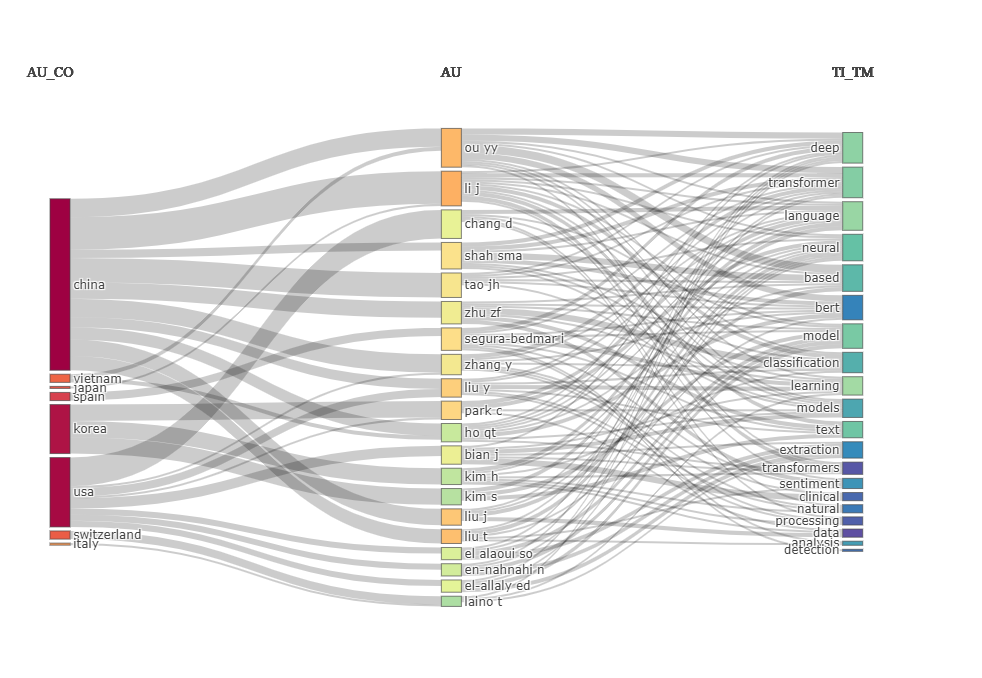 AU_CO
AU
TI_TM
china
vietnam
japan
spain
korea
usa
switzerland
italy
ou yy
li j
chang d
shah sma
tao jh
zhu zf
segura-bedmar i
zhang y
liu y
park c
ho qt
bian j
kim h
kim s
liu j
liu t
el alaoui so
en-nahnahi n
el-allaly ed
laino t
deep
transformer
language
neural
based
bert
model
classification
learning
models
text
extraction
transformers
sentiment
clinical
natural
processing
data
analysis
detection